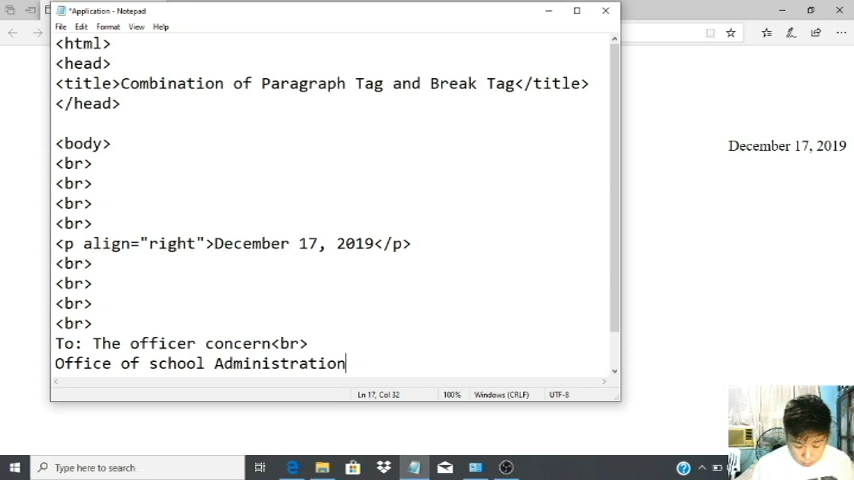 *Application - Notepad
File Edit Format View Help
<html>
<head>
<title>Combination of Paragraph Tag and Break Tag</title>
</head>
<body>
<br>
<br>
<br>
<br>
<p align="right">December 17, 2019</p>
<br>
<br>
<br>
<br>
To: The officer concern<br>
Office of school Administration
Ln 17, Col 32 100% Windows (CRLF) UTF-8
December 17, 2019
Type here to search